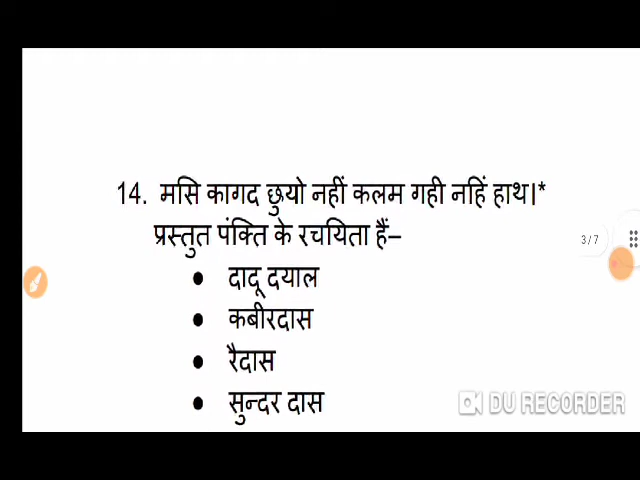 14. मसि कागद छुयो नहीं कलम गही नहिं हाथ।*
प्रस्तुत पंक्ति के रचयिता हैं–
3 / 7
● दादू दयाल
● कबीरदास
● रैदास
● सुन्दर दास
DU RECORDER